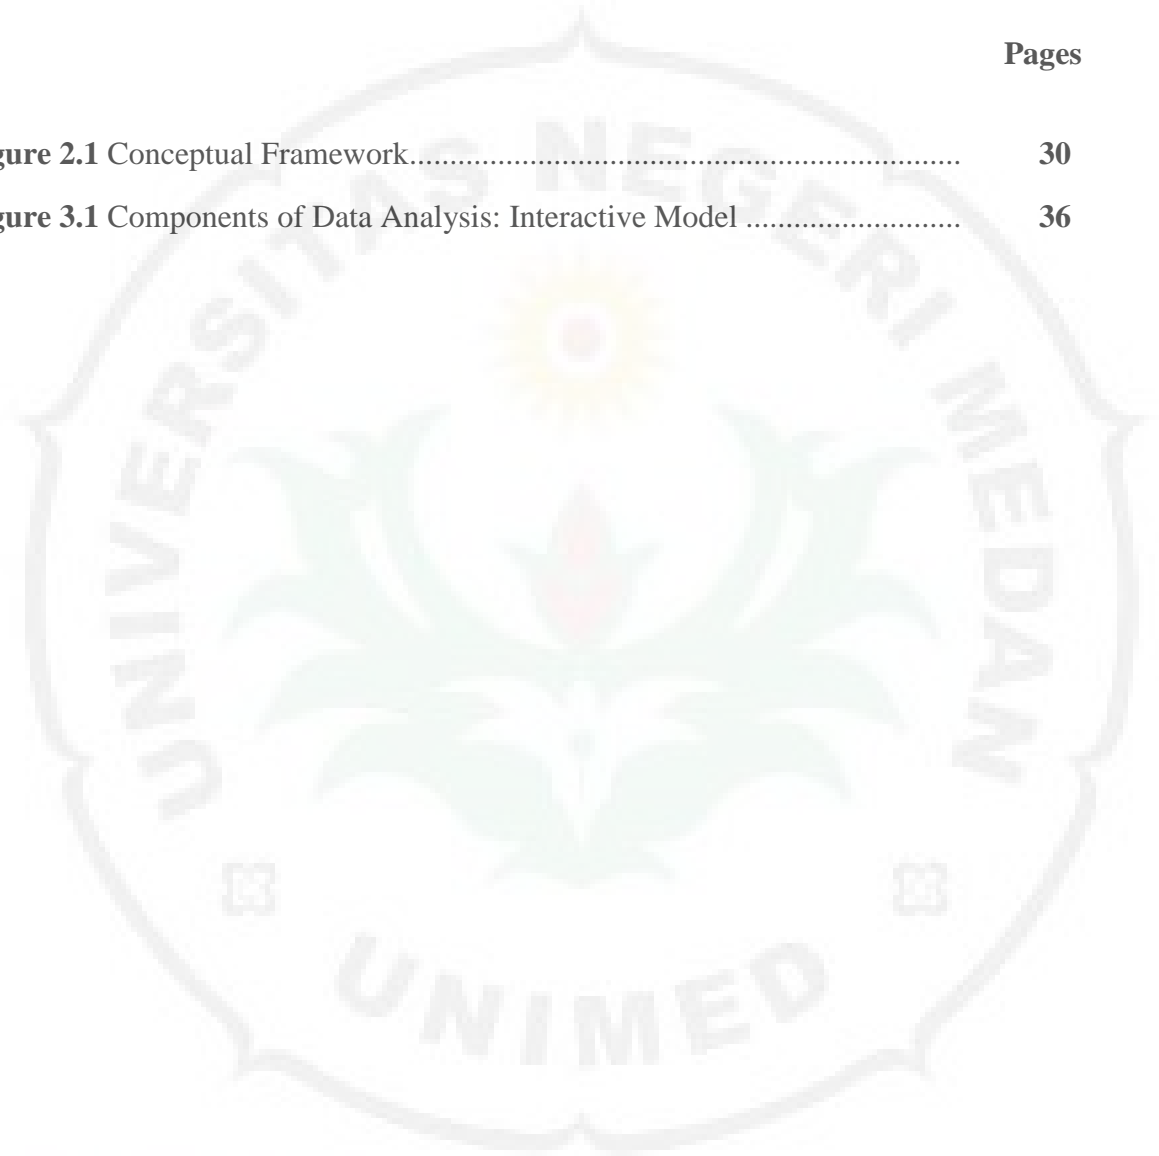 Pages
gure 2.1 Conceptual Framework.................................................................... 30
gure 3.1 Components of Data Analysis: Interactive Model ........................... 36
UNIVERSITAS NEGERI MEDAN
UNIMED